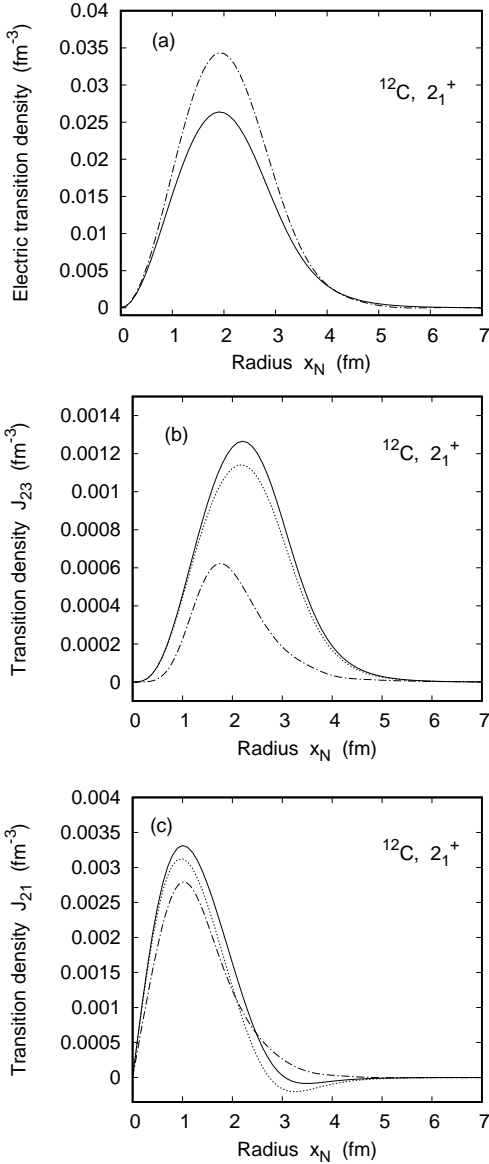 Electric transition density (fm⁻³)
0.04
0.035
0.03
0.025
0.02
0.015
0.01
0.005
0
(a)
¹²C, 2₁⁺
0 1 2 3 4 5 6 7
Radius x_N (fm)
Transition density J₂₃ (fm⁻³)
0.0014
0.0012
0.001
0.0008
0.0006
0.0004
0.0002
0
(b)
¹²C, 2₁⁺
0 1 2 3 4 5 6 7
Radius x_N (fm)
Transition density J₂₁ (fm⁻³)
0.004
0.0035
0.003
0.0025
0.002
0.0015
0.001
0.0005
0
(c)
¹²C, 2₁⁺
0 1 2 3 4 5 6 7
Radius x_N (fm)